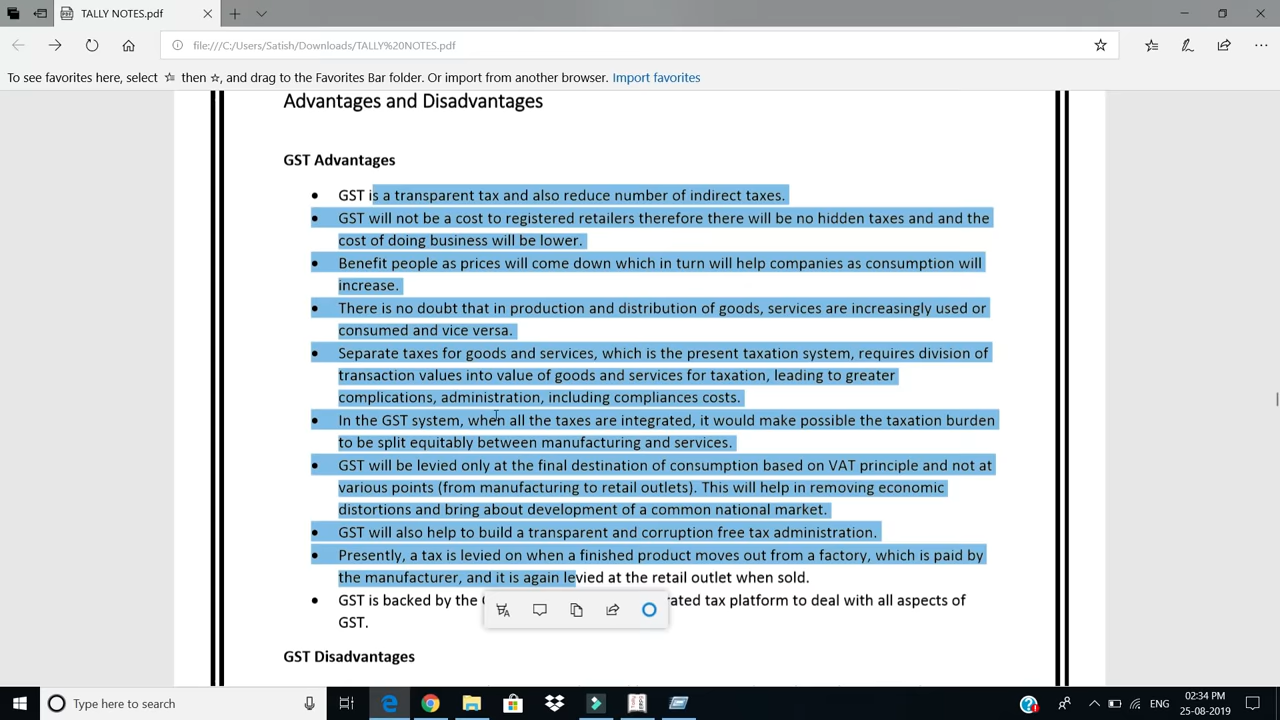 TALLY NOTES.pdf
file:///C:/Users/Satish/Downloads/TALLY%20NOTES.pdf
To see favorites here, select then ☆, and drag to the Favorites Bar folder. Or import from another browser. Import favorites
Advantages and Disadvantages
GST Advantages
• GST is a transparent tax and also reduce number of indirect taxes.
• GST will not be a cost to registered retailers therefore there will be no hidden taxes and and the
cost of doing business will be lower.
• Benefit people as prices will come down which in turn will help companies as consumption will
increase.
• There is no doubt that in production and distribution of goods, services are increasingly used or
consumed and vice versa.
• Separate taxes for goods and services, which is the present taxation system, requires division of
transaction values into value of goods and services for taxation, leading to greater
complications, administration, including compliances costs.
• In the GST system, when all the taxes are integrated, it would make possible the taxation burden
to be split equitably between manufacturing and services.
• GST will be levied only at the final destination of consumption based on VAT principle and not at
various points (from manufacturing to retail outlets). This will help in removing economic
distortions and bring about development of a common national market.
• GST will also help to build a transparent and corruption free tax administration.
• Presently, a tax is levied on when a finished product moves out from a factory, which is paid by
the manufacturer, and it is again levied at the retail outlet when sold.
• GST is backed by the rated tax platform to deal with all aspects of
GST.
GST Disadvantages
Type here to search
ENG
02:34 PM
25-08-2019